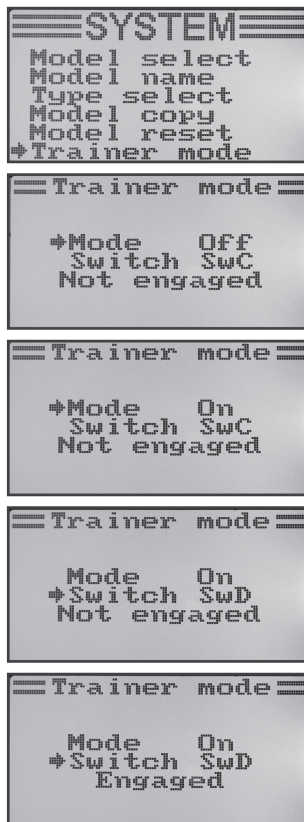 SYSTEM
Model select
Model name
Type select
Model copy
Model reset
Trainer mode
Trainer mode
Mode Off
Switch SwC
Not engaged
Trainer mode
Mode On
Switch SwC
Not engaged
Trainer mode
Mode On
Switch SwD
Not engaged
Trainer mode
Mode On
Switch SwD
Engaged